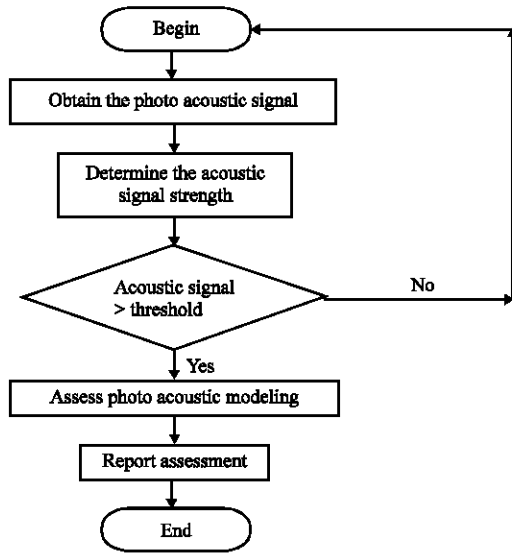 Begin
Obtain the photo acoustic signal
Determine the acoustic
signal strength
Acoustic signal
> threshold
No
Yes
Assess photo acoustic modeling
Report assessment
End